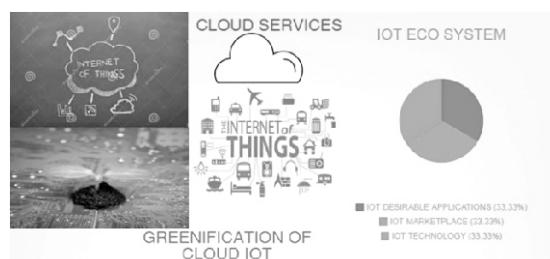 CLOUD SERVICES
IOT ECO SYSTEM
INTERNET
OF THINGS
THE INTERNET of
THINGS
IOT DESIRABLE APPLICATIONS (33.33%)
IOT MARKETPLACE (33.33%)
IOT TECHNOLOGY (33.33%)
GREENIFICATION OF
CLOUD IOT